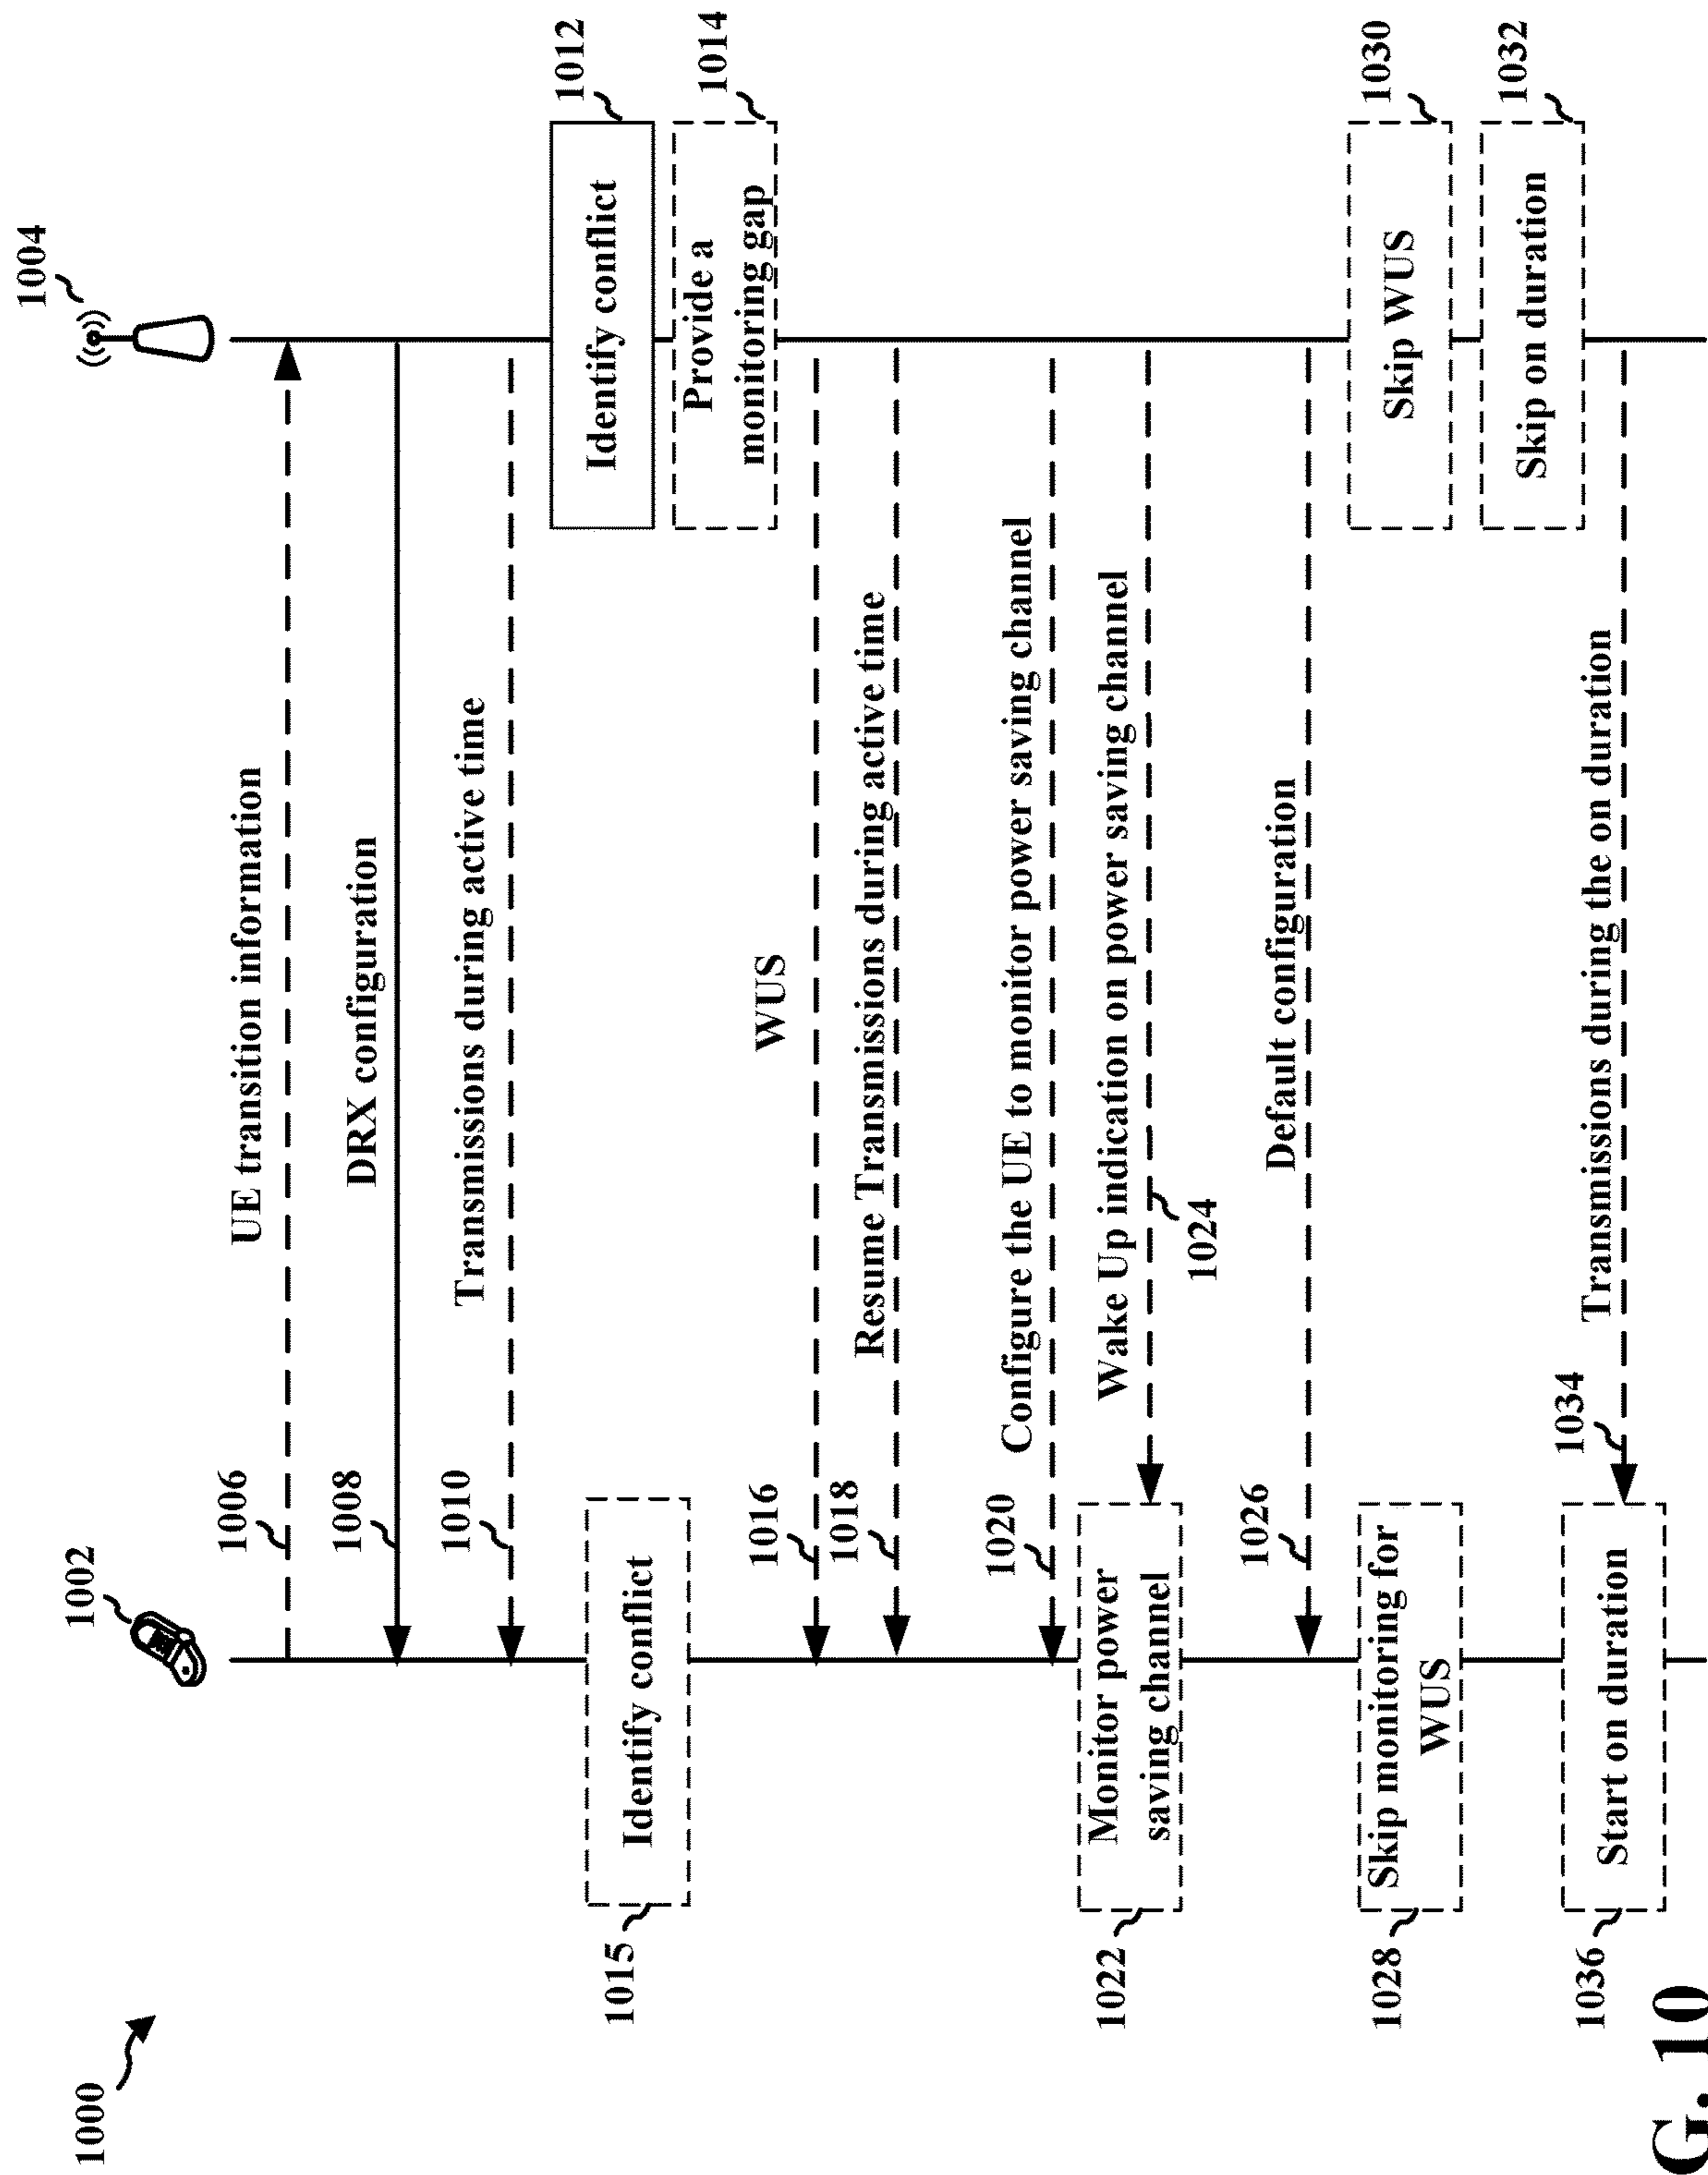 1000
1002
1004
1006
UE transition information
1008
DRX configuration
1010
Transmissions during active time
1012
Identify conflict
1014
Provide a
monitoring gap
1015
Identify conflict
1016
WUS
1018
Resume Transmissions during active time
1020
Configure the UE to monitor power saving channel
1022
Monitor power
saving channel
Wake Up indication on power saving channel
1024
1026
Default configuration
1028
Skip monitoring for
WUS
1030
Skip WUS
1032
Skip on duration
1034
Transmissions during the on duration
1036
Start on duration
G. 10